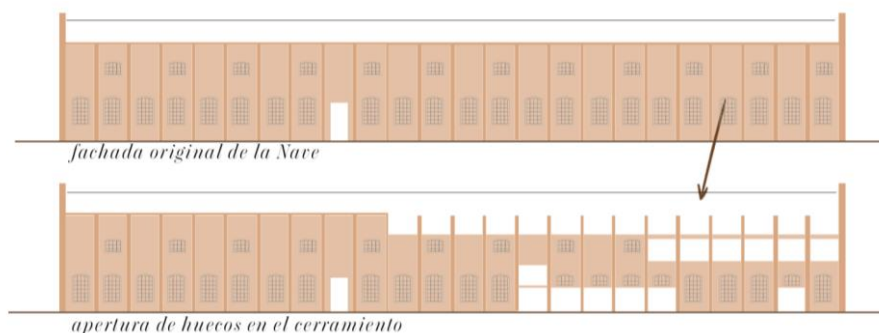 fachada original de la Nave
apertura de huecos en el cerramiento